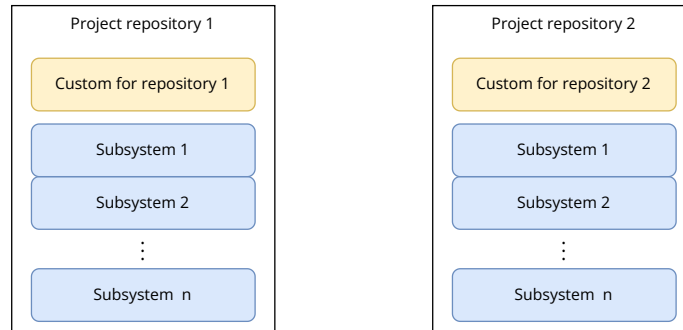 Project repository 1
Custom for repository 1
Subsystem 1
Subsystem 2
⋮
Subsystem n
Project repository 2
Custom for repository 2
Subsystem 1
Subsystem 2
⋮
Subsystem n